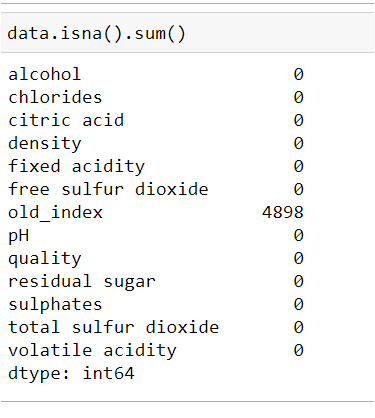 data.isna().sum()
alcohol 0
chlorides 0
citric acid 0
density 0
fixed acidity 0
free sulfur dioxide 0
old_index 4898
pH 0
quality 0
residual sugar 0
sulphates 0
total sulfur dioxide 0
volatile acidity 0
dtype: int64